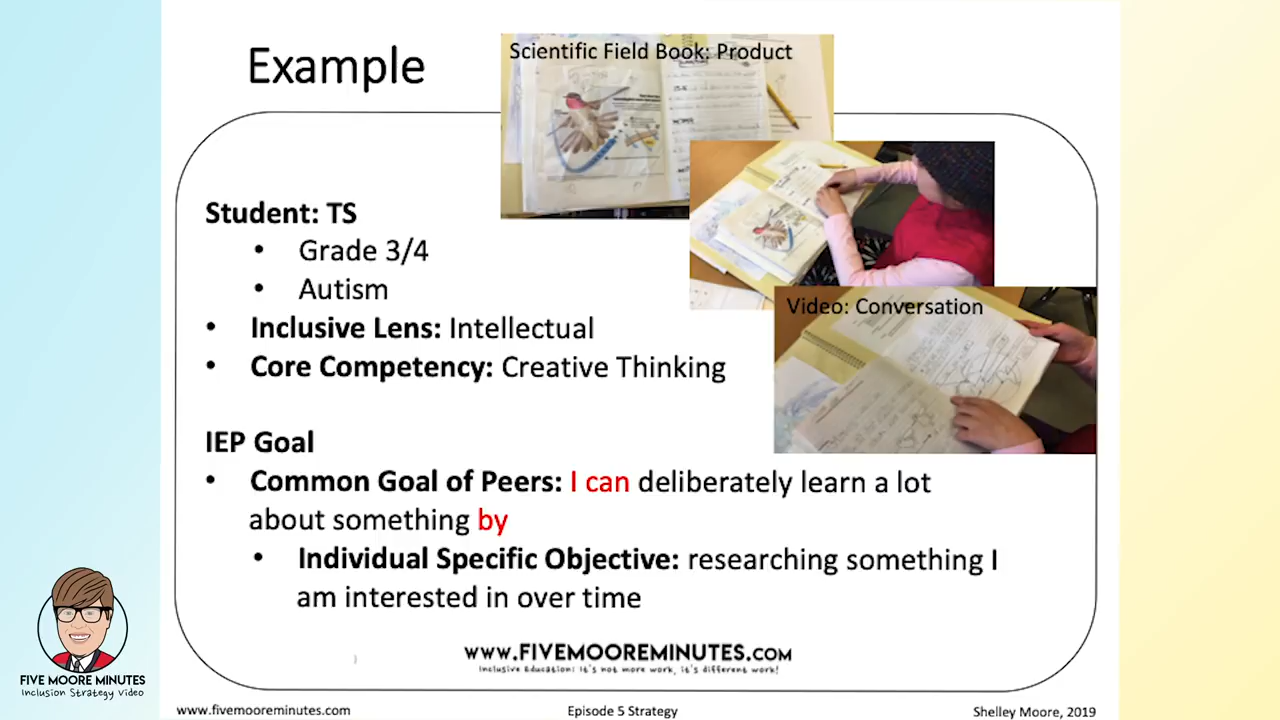 Example
Scientific Field Book: Product
Student: TS
• Grade 3/4
• Autism
• Inclusive Lens: Intellectual
• Core Competency: Creative Thinking
Video: Conversation
IEP Goal
• Common Goal of Peers: I can deliberately learn a lot
about something by
• Individual Specific Objective: researching something I
am interested in over time
WWW.FIVEMOOREMINUTES.COM
Inclusive Education: It's not more work, it's different work!
FIVE MOORE MINUTES
Inclusion Strategy Video
www.fivemooreminutes.com
Episode 5 Strategy
Shelley Moore, 2019